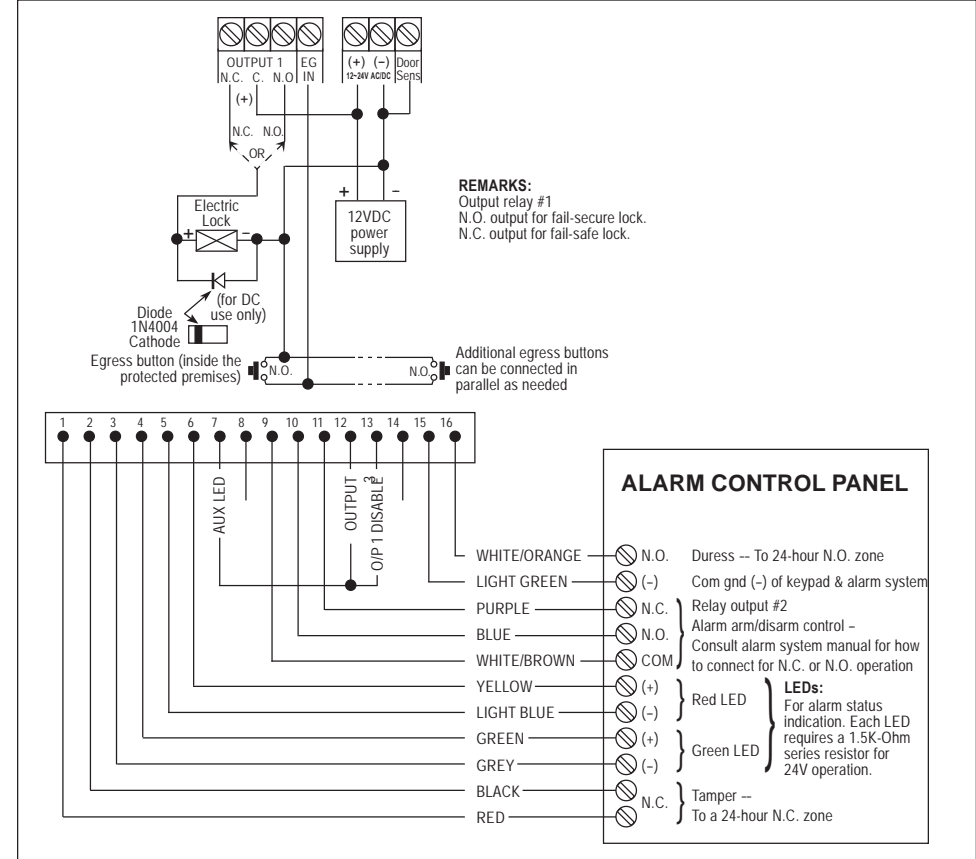 OUTPUT 1 EG IN (+) (–) Door Sens
N.C. C. N.O 12~24V AC/DC
(+)
N.C. N.O.
OR
Electric
Lock
+ –
+ –
12VDC
power
supply
REMARKS:
Output relay #1
N.O. output for fail-secure lock.
N.C. output for fail-safe lock.
(for DC
use only)
Diode
1N4004
Cathode
Egress button (inside the
protected premises)
N.O.
N.O.
Additional egress buttons
can be connected in
parallel as needed
1 2 3 4 5 6 7 8 9 10 11 12 13 14 15 16
AUX LED
OUTPUT 3
O/P 1 DISABLE
ALARM CONTROL PANEL
WHITE/ORANGE N.O. Duress -- To 24-hour N.O. zone
LIGHT GREEN (–) Com gnd (–) of keypad & alarm system
PURPLE N.C. Relay output #2
BLUE N.O. Alarm arm/disarm control –
Consult alarm system manual for how
WHITE/BROWN COM to connect for N.C. or N.O. operation
YELLOW (+)
Red LED
LIGHT BLUE (–)
GREEN (+)
Green LED
GREY (–)
LEDs:
For alarm status
indication. Each LED
requires a 1.5K-Ohm
series resistor for
24V operation.
BLACK
N.C. Tamper --
To a 24-hour N.C. zone
RED